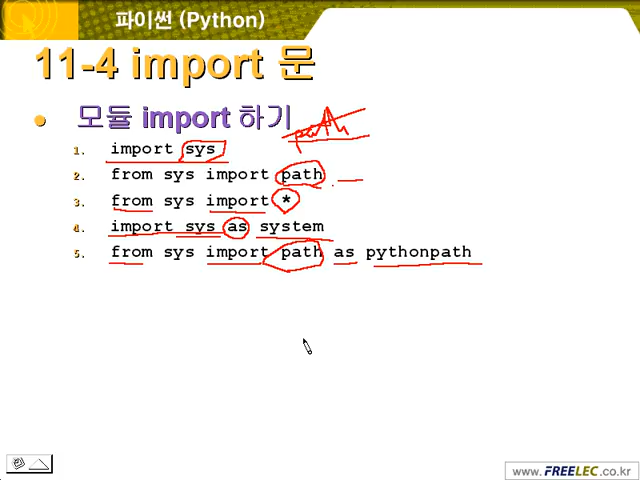 파이썬 (Python)
11-4 import 문
모듈 import 하기
path
1. import sys
2. from sys import path
3. from sys import *
4. import sys as system
5. from sys import path as pythonpath
www.FREELEC.co.kr